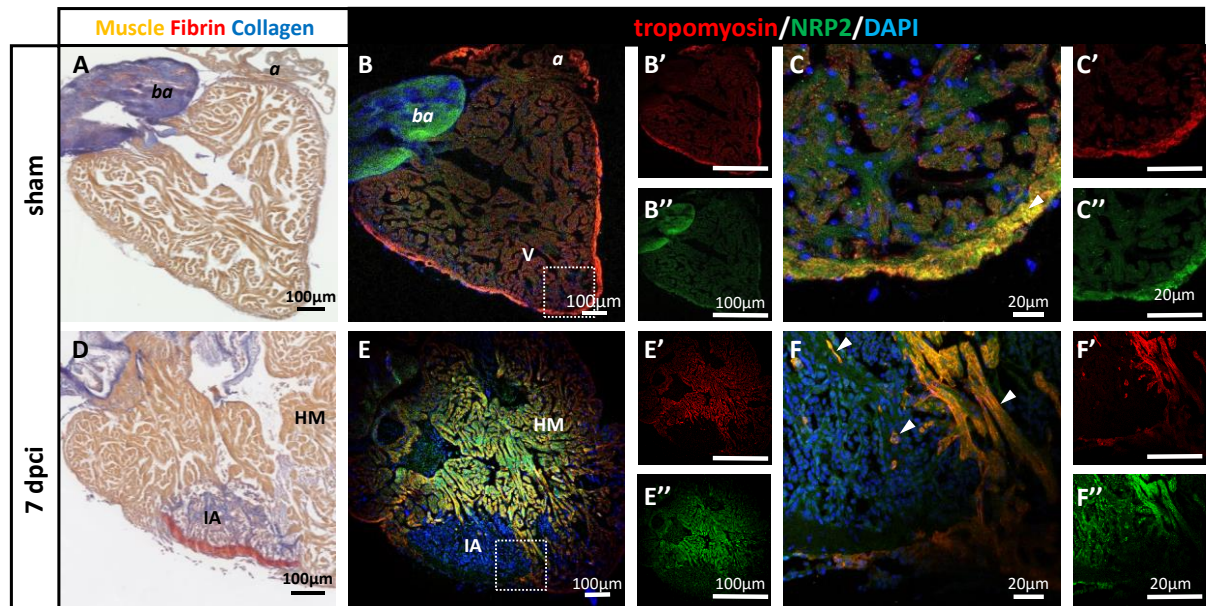 Muscle Fibrin Collagen
tropomyosin/NRP2/DAPI
sham
A
a
ba
100µm
B
a
ba
V
100µm
B’
B’’
100µm
C
20µm
C’
C’’
20µm
7 dpci
D
HM
IA
100µm
E
HM
IA
100µm
E’
E’’
100µm
F
20µm
F’
F’’
20µm